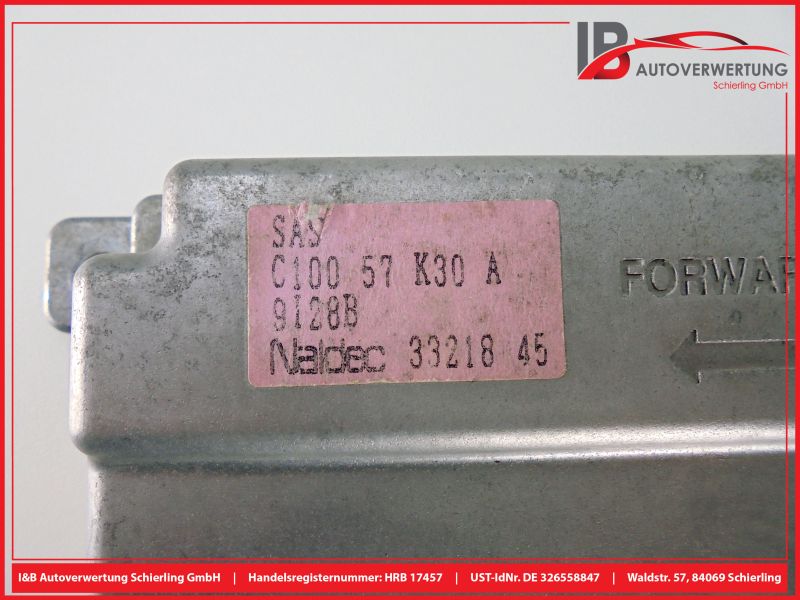 IB AUTOVERWERTUNG
Schierling GmbH
SAS
C100 57 K30 A
9128B
FORWAR
Naldec 33218 45
I&B Autoverwertung Schierling GmbH | Handelsregisternummer: HRB 17457 | UST-IdNr. DE 326558847 | Waldstr. 57, 84069 Schierling